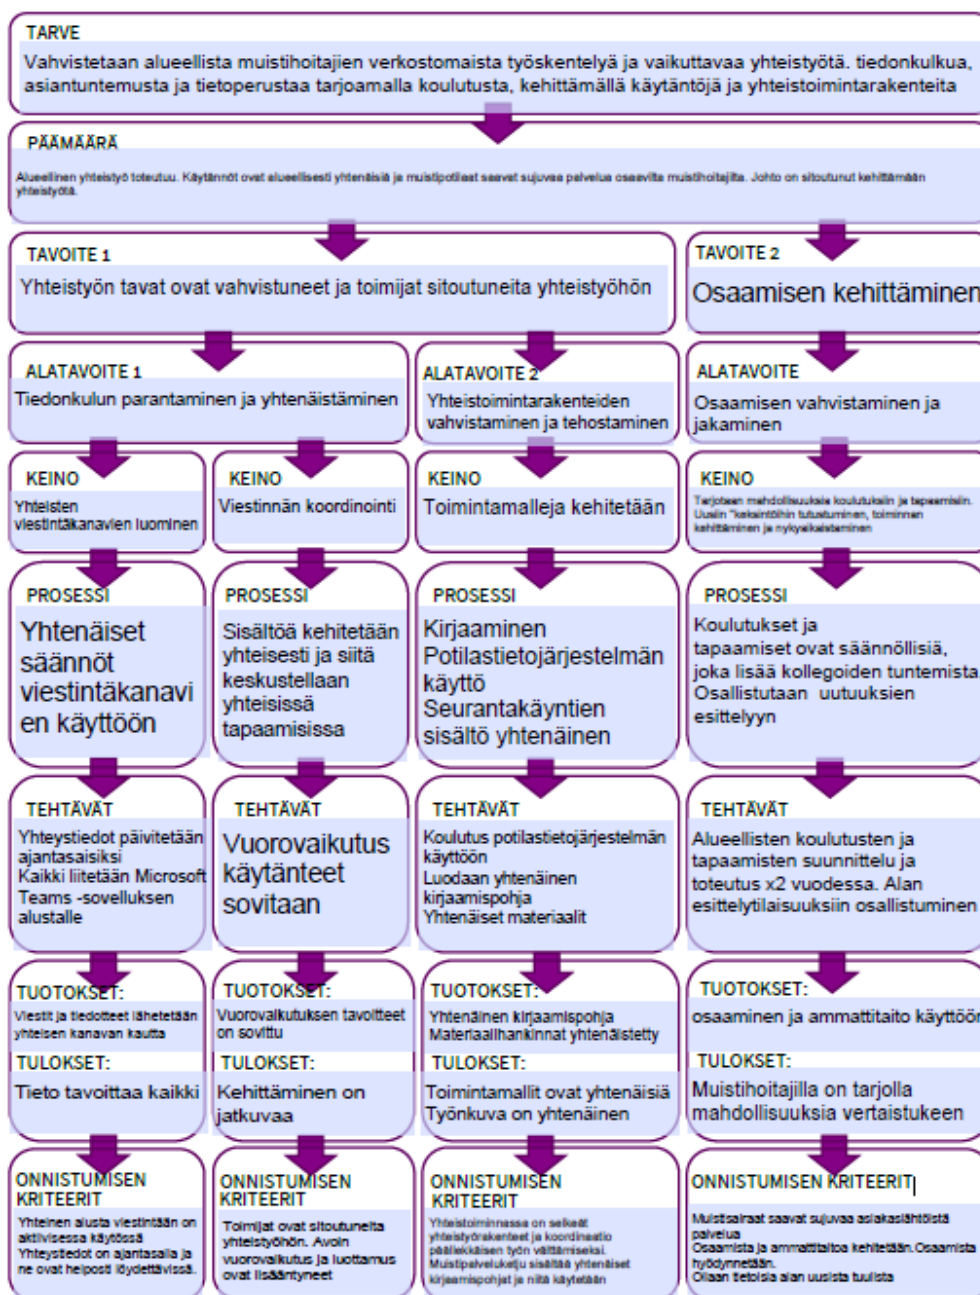 TARVE
Vahvistetaan alueellista muistihoitajien verkostomaista työskentelyä ja vaikuttavaa yhteistyötä. tiedonkulkua,
asiantuntemusta ja tietoperustaa tarjoamalla koulutusta, kehittämällä käytäntöjä ja yhteistoimintarakenteita
PÄÄMÄÄRÄ
Alueellinen yhteistyö toteutuu. Käytännöt ovat alueellisesti yhtenäisiä ja muistipotilaat saavat sujuvaa palvelua osaavilta muistihoitajilta. Johto on sitoutunut kehittämään
yhteistyötä.
TAVOITE 1
Yhteistyön tavat ovat vahvistuneet ja toimijat sitoutuneita yhteistyöhön
TAVOITE 2
Osaamisen kehittäminen
ALATAVOITE 1
Tiedonkulun parantaminen ja yhtenäistäminen
ALATAVOITE 2
Yhteistoimintarakenteiden
vahvistaminen ja tehostaminen
ALATAVOITE
Osaamisen vahvistaminen ja
jakaminen
KEINO
Yhteisten
viestintäkanavien luominen
KEINO
Viestinnän koordinointi
KEINO
Toimintamalleja kehitetään
KEINO
Tarjotaan mahdollisuuksia koulutuksiin ja tapaamisiin.
Uusiin "keksintöihin tutustuminen, toiminnan
kehittäminen ja nykyaikaistaminen
PROSESSI
Yhtenäiset
säännöt
viestintäkanavi
en käyttöön
PROSESSI
Sisältöä kehitetään
yhteisesti ja siitä
keskustellaan
yhteisissä
tapaamisissa
PROSESSI
Kirjaaminen
Potilastietojärjestelmän
käyttö
Seurantakäyntien
sisältö yhtenäinen
PROSESSI
Koulutukset ja
tapaamiset ovat säännöllisiä,
joka lisää kollegoiden tuntemista.
Osallistutaan uutuuksien
esittelyyn
TEHTÄVÄT
Yhteystiedot päivitetään
ajantasaisiksi
Kaikki liitetään Microsoft
Teams -sovelluksen
alustalle
TEHTÄVÄT
Vuorovaikutus
käytänteet
sovitaan
TEHTÄVÄT
Koulutus potilastietojärjestelmän
käyttöön
Luodaan yhtenäinen
kirjaamispohja
Yhtenäiset materiaalit
TEHTÄVÄT
Alueellisten koulutusten ja
tapaamisten suunnittelu ja
toteutus x2 vuodessa. Alan
esittelytilaisuuksiin osallistuminen
TUOTOKSET:
Viestit ja tiedotteet lähetetään
yhteisen kanavan kautta
TULOKSET:
Tieto tavoittaa kaikki
TUOTOKSET:
Vuorovaikutuksen tavoitteet
on sovittu
TULOKSET:
Kehittäminen on
jatkuvaa
TUOTOKSET:
Yhtenäinen kirjaamispohja
Materiaalihankinnat yhtenäistetty
TULOKSET:
Toimintamallit ovat yhtenäisiä
Työnkuva on yhtenäinen
TUOTOKSET:
osaaminen ja ammattitaito käyttöön
TULOKSET:
Muistihoitajilla on tarjolla
mahdollisuuksia vertaistukeen
ONNISTUMISEN
KRITEERIT
Yhteinen alusta viestintään on
aktiivisessa käytössä
Yhteystiedot on ajantasalla ja
ne ovat helposti löydettävissä.
ONNISTUMISEN
KRITEERIT
Toimijat ovat sitoutuneita
yhteistyöhön. Avoin
vuorovaikutus ja luottamus
ovat lisääntyneet
ONNISTUMISEN
KRITEERIT
Yhteistoiminnassa on selkeät
yhteistyörakenteet ja koordinaatio
päällekkäisen työn välttämiseksi.
Muistipalveluketju sisältää yhtenäiset
kirjaamispohjat ja niitä käytetään
ONNISTUMISEN KRITEERIT
Muistisairaat saavat sujuvaa asiakaslähtöistä
palvelua
Osaamista ja ammattitaitoa kehitetään. Osaamista
hyödynnetään.
Ollaan tietoisia alan uusista tuulista